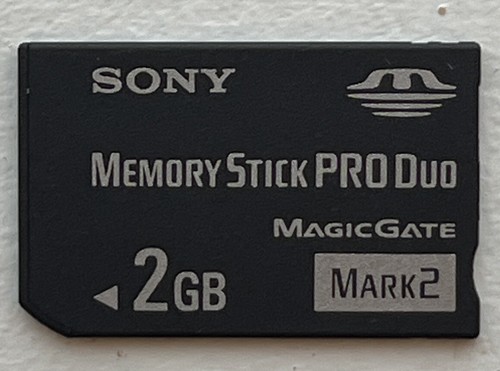 SONY
MEMORY STICK PRO DUO
MAGICGATE
2GB
MARK2